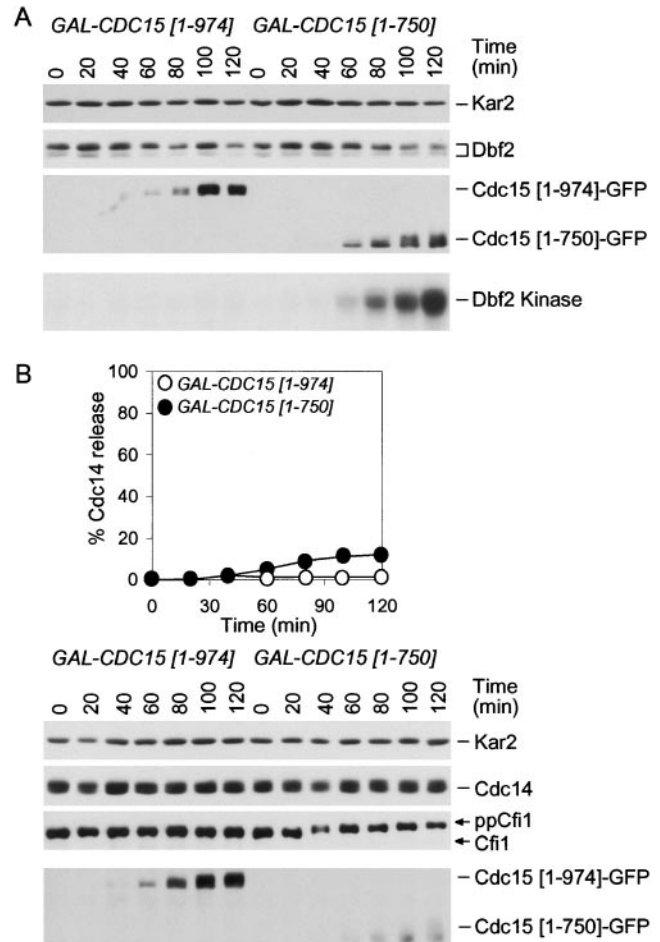 A
GAL-CDC15 [1-974] GAL-CDC15 [1-750]
0 20 40 60 80 100 120 0 20 40 60 80 100 120 Time (min)
Kar2
Dbf2
Cdc15 [1-974]-GFP
Cdc15 [1-750]-GFP
Dbf2 Kinase
B
% Cdc14 release
100
80
60
40
20
0
GAL-CDC15 [1-974]
GAL-CDC15 [1-750]
0 30 60 90 120
Time (min)
GAL-CDC15 [1-974] GAL-CDC15 [1-750]
0 20 40 60 80 100 120 0 20 40 60 80 100 120 Time (min)
Kar2
Cdc14
ppCfi1
Cfi1
Cdc15 [1-974]-GFP
Cdc15 [1-750]-GFP